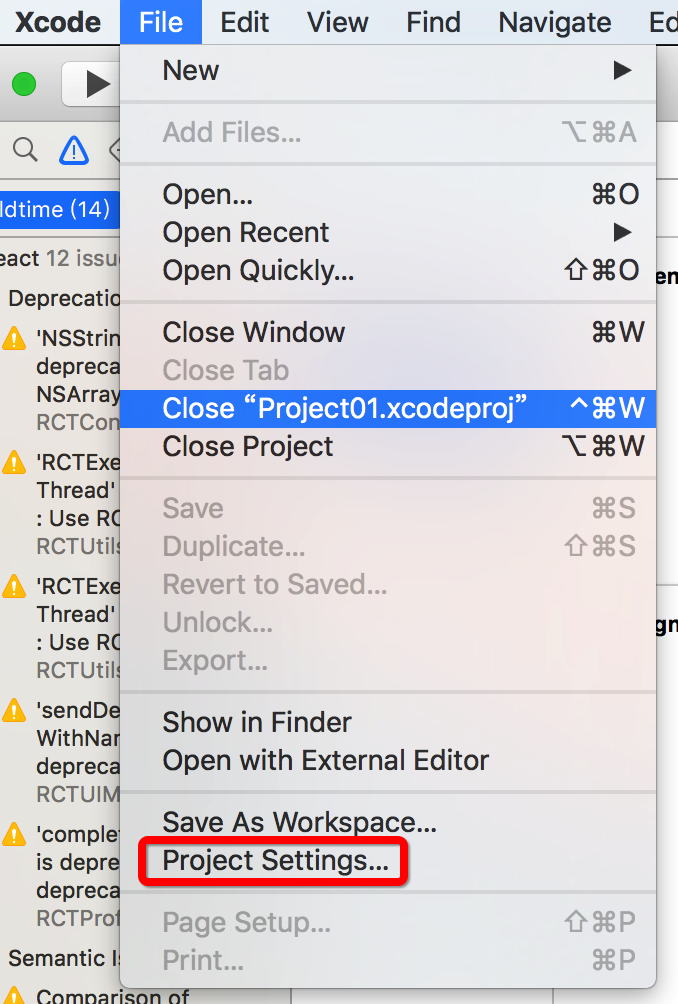 Xcode File Edit View Find Navigate Ed
New
Add Files... ⌥⌘A
Open... ⌘O
Open Recent
Open Quickly... ⇧⌘O
Close Window ⌘W
Close Tab
Close “Project01.xcodeproj” ^⌘W
Close Project ⌥⌘W
Save ⌘S
Duplicate... ⇧⌘S
Revert to Saved...
Unlock...
Export...
Show in Finder
Open with External Editor
Save As Workspace...
Project Settings...
Page Setup... ⇧⌘P
Print... ⌘P
ldtime (14)
eact 12 issu
Deprecatio
'NSStrin
depreca
NSArray
RCTCon
'RCTExe
Thread'
: Use RC
RCTUtils
'RCTExe
Thread'
: Use RC
RCTUtils
'sendDe
WithNam
depreca
RCTUIM
'complet
is depre
depreca
RCTProf
Semantic Is
Comparison of
en
gn